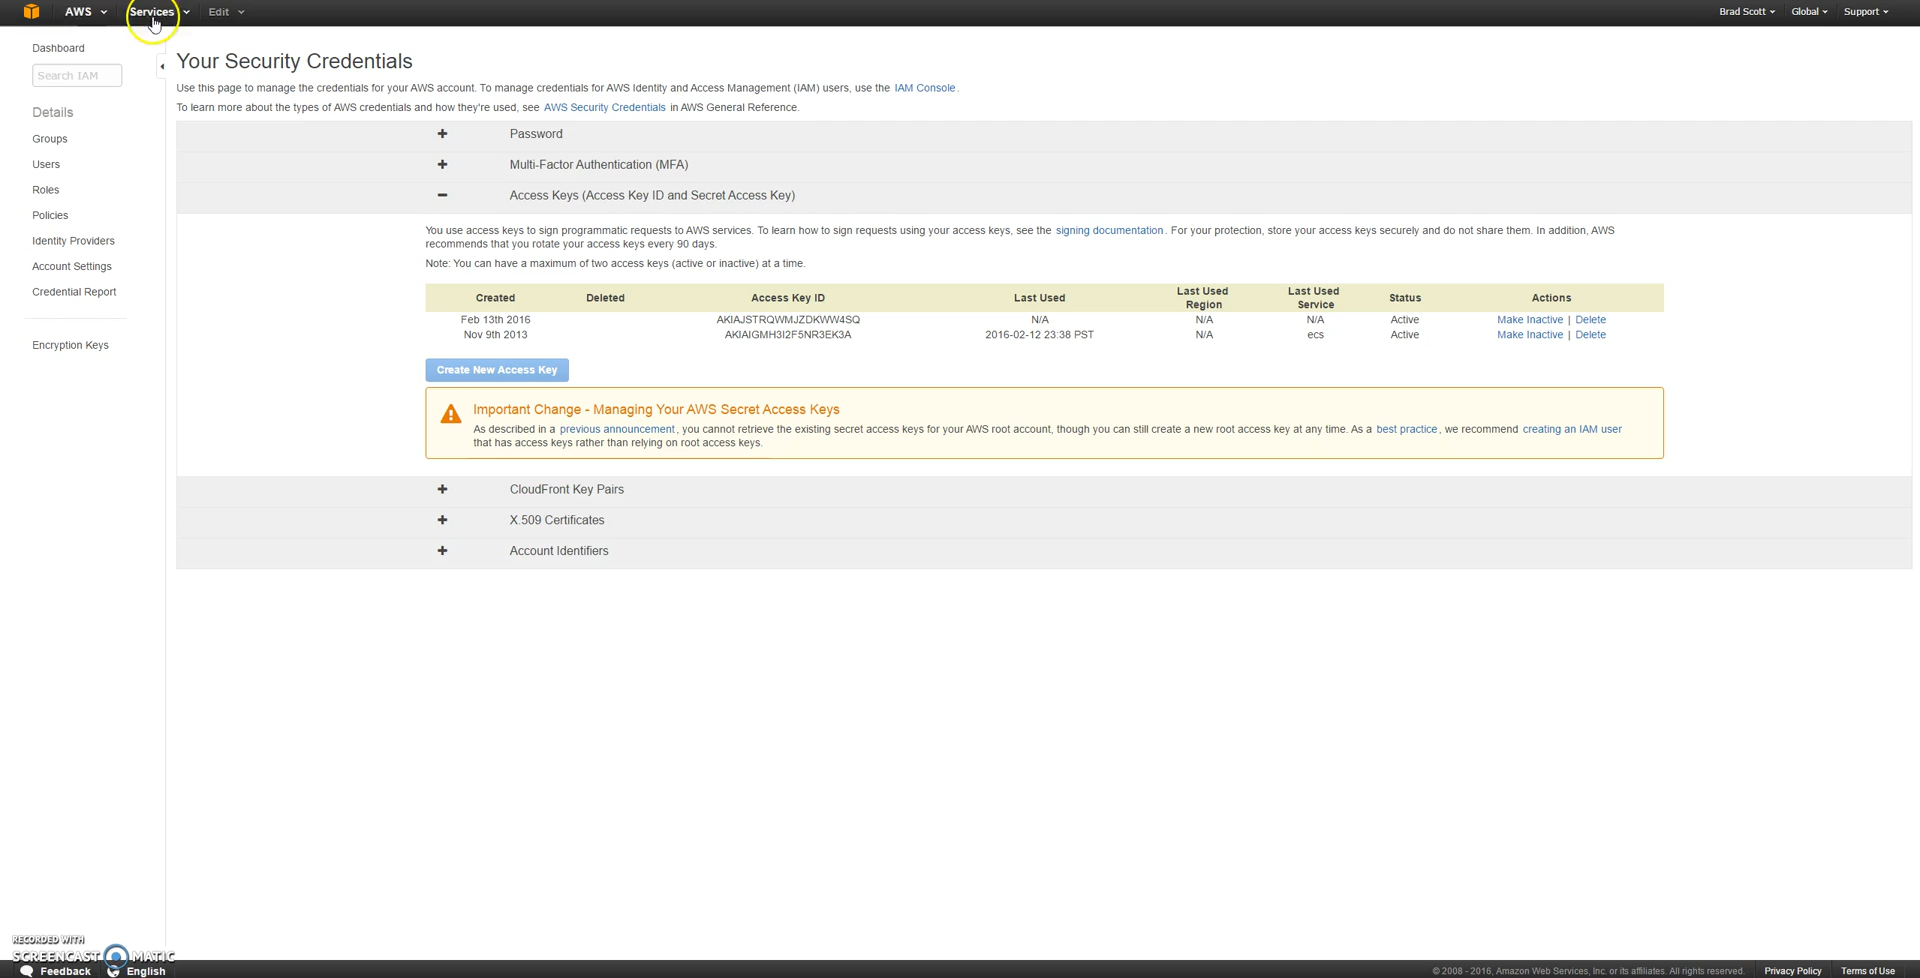 AWS Services Edit Brad Scott Global Support
Dashboard
Search IAM
Details
Groups
Users
Roles
Policies
Identity Providers
Account Settings
Credential Report
Encryption Keys
Your Security Credentials
Use this page to manage the credentials for your AWS account. To manage credentials for AWS Identity and Access Management (IAM) users, use the IAM Console.
To learn more about the types of AWS credentials and how they're used, see AWS Security Credentials in AWS General Reference.
+ Password
+ Multi-Factor Authentication (MFA)
− Access Keys (Access Key ID and Secret Access Key)
You use access keys to sign programmatic requests to AWS services. To learn how to sign requests using your access keys, see the signing documentation. For your protection, store your access keys securely and do not share them. In addition, AWS
recommends that you rotate your access keys every 90 days.
Note: You can have a maximum of two access keys (active or inactive) at a time.
Created Deleted Access Key ID Last Used Last Used Region Last Used Service Status Actions
Feb 13th 2016 AKIAJSTRQWMJZDKWW4SQ N/A N/A N/A Active Make Inactive | Delete
Nov 9th 2013 AKIAIGMH3I2F5NR3EK3A 2016-02-12 23:38 PST N/A ecs Active Make Inactive | Delete
Create New Access Key
Important Change - Managing Your AWS Secret Access Keys
As described in a previous announcement, you cannot retrieve the existing secret access keys for your AWS root account, though you can still create a new root access key at any time. As a best practice, we recommend creating an IAM user
that has access keys rather than relying on root access keys.
+ CloudFront Key Pairs
+ X.509 Certificates
+ Account Identifiers
RECORDED WITH
SCREENCAST MATIC
Feedback English © 2008 - 2016, Amazon Web Services, Inc. or its affiliates. All rights reserved. Privacy Policy Terms of Use